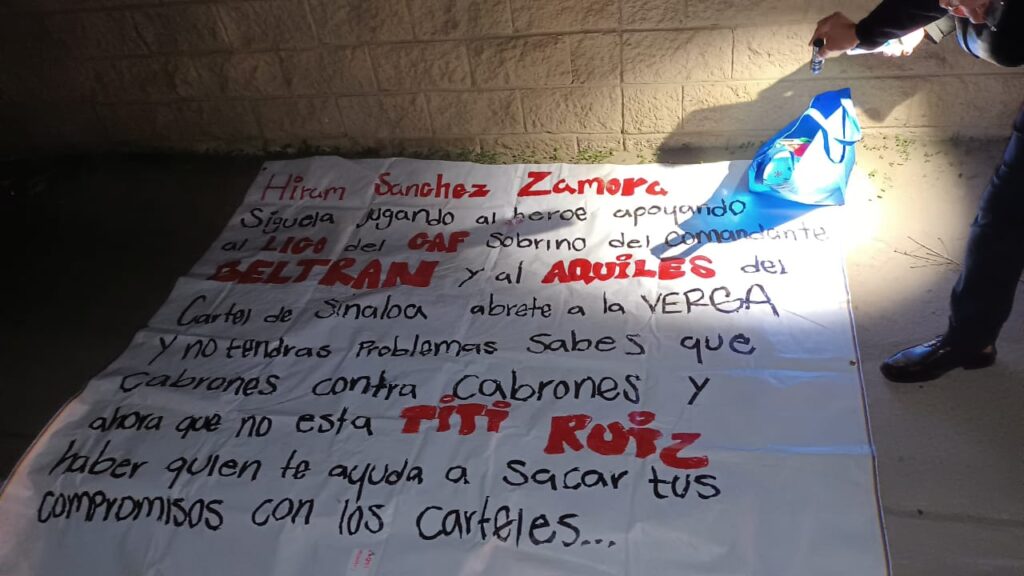 Hiram Sanchez Zamora
Siguela jugando al heroe apoyando
al LIC@ del GAF sobrino del comandante
BELTRAN y al AQUILES del
Cartel de Sinaloa abrete a la VERGA
y no tendras problemas sabes que
cabrones contra cabrones y
ahora que no esta TITI RUIZ
haber quien te ayuda a sacar tus
compromisos con los carteles...